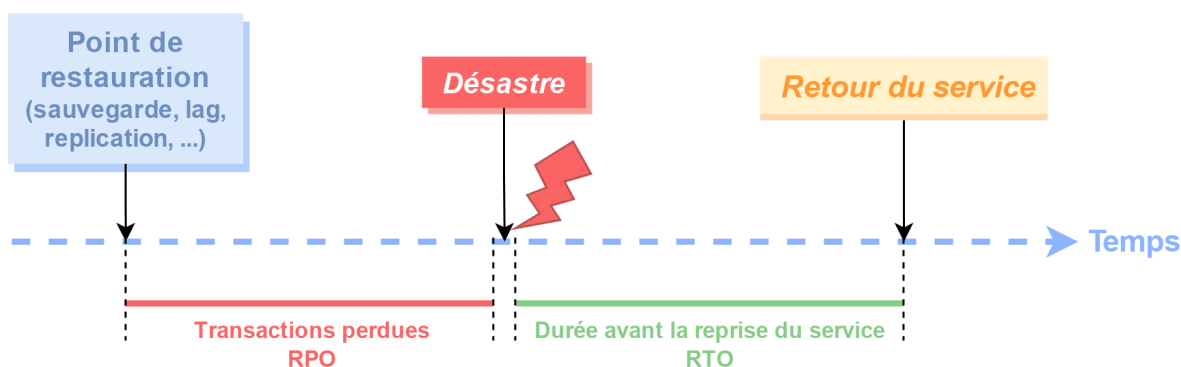 Point de
restauration
(sauvegarde, lag,
replication, ...)
Désastre
Retour du service
Temps
Transactions perdues
RPO
Durée avant la reprise du service
RTO